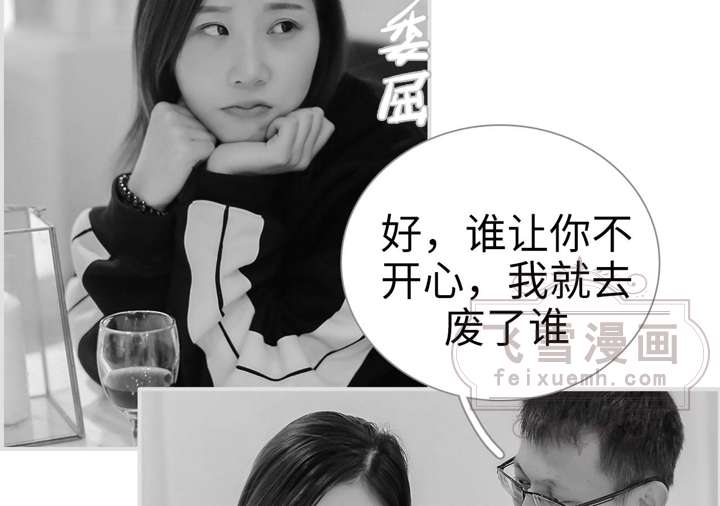 委屈
好，谁让你不
开心，我就去
废了谁
飞雪漫画
feixuemh.com